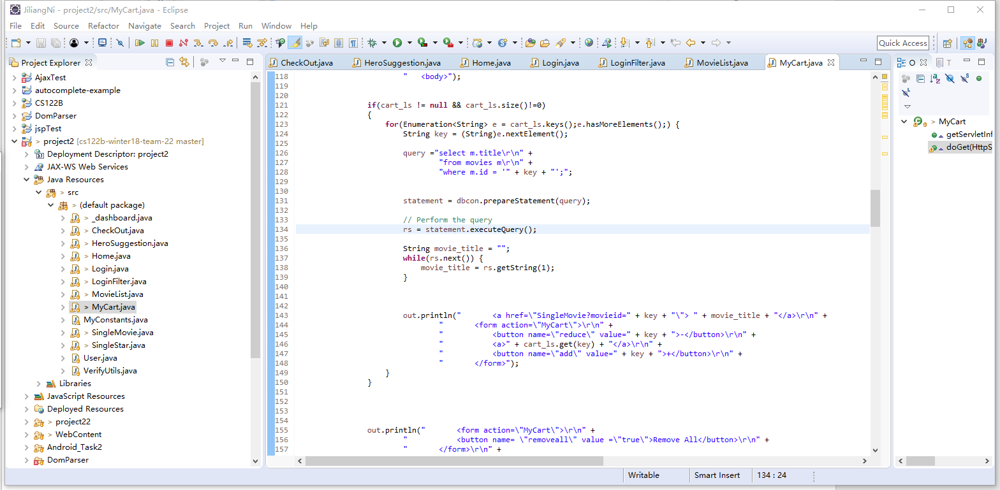 JiliangNi - project2/src/MyCart.java - Eclipse
File Edit Source Refactor Navigate Search Project Run Window Help
Quick Access
Project Explorer
AjaxTest
autocomplete-example
CS122B
DomParser
jspTest
> project2 [cs122b-winter18-team-22 master]
Deployment Descriptor: project2
JAX-WS Web Services
Java Resources
> src
> (default package)
> _dashboard.java
> CheckOut.java
> HeroSuggestion.java
> Home.java
> Login.java
> LoginFilter.java
> MovieList.java
> MyCart.java
MyConstants.java
> SingleMovie.java
> SingleStar.java
User.java
VerifyUtils.java
Libraries
JavaScript Resources
Deployed Resources
> project22
> WebContent
Android_Task2
DomParser
CheckOut.java HeroSuggestion.java Home.java Login.java LoginFilter.java MovieList.java MyCart.java
118 " <body>");
119
120
121 if(cart_ls != null && cart_ls.size()!=0)
122 {
123 for(Enumeration<String> e = cart_ls.keys();e.hasMoreElements();) {
124 String key = (String)e.nextElement();
125
126 query ="select m.title\r\n" +
127 "from movies m\r\n" +
128 "where m.id = '" + key + "';";
129
130
131 statement = dbcon.prepareStatement(query);
132
133 // Perform the query
134 rs = statement.executeQuery();
135
136 String movie_title = "";
137 while(rs.next()) {
138 movie_title = rs.getString(1);
139 }
140
141
142
143 out.println(" <a href=\"SingleMovie?movieid=" + key + "\"> " + movie_title + "</a>\r\n" +
144 " <form action=\"MyCart\">\r\n" +
145 " <button name=\"reduce\" value=" + key + ">-</button>\r\n" +
146 " <a>" + cart_ls.get(key) + "</a>\r\n" +
147 " <button name=\"add\" value=" + key + ">+</button>\r\n" +
148 " </form>");
149 }
150 }
151
152
153
154
155 out.println(" <form action=\"MyCart\">\r\n" +
156 " <button name= \"removeall\" value =\"true\">Remove All</button>\r\n" +
157 " </form>\r\n" +
O T
> MyCart
getServletInf
doGet(HttpS
Writable Smart Insert 134 : 24